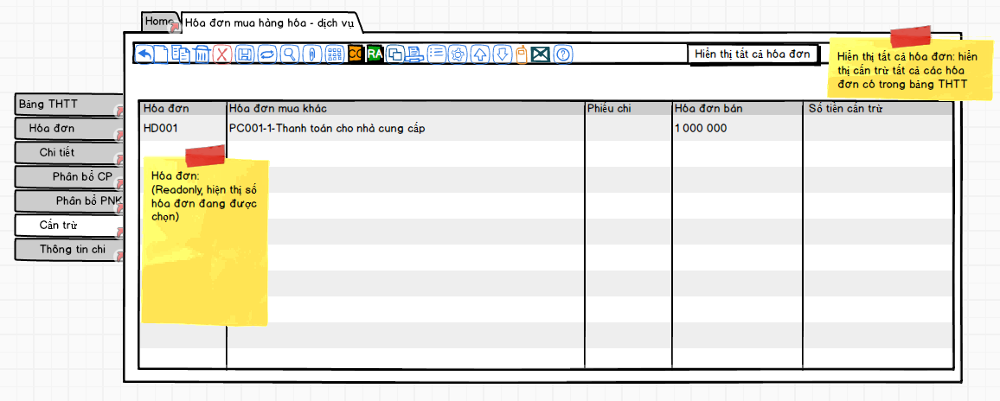 Home
Hóa đơn mua hàng hóa - dịch vụ
CC
RA
Hiển thị tất cả hóa đơn
Hiển thị tất cả hóa đơn: hiển
thị cấn trừ tất cả các hóa
đơn có trong bảng THTT
Bảng THTT
Hóa đơn
Chi tiết
Phân bổ CP
Phân bổ PNK
Cấn trừ
Thông tin chi
Hóa đơn
Hóa đơn mua khác
Phiếu chi
Hóa đơn bán
Số tiền cấn trừ
HD001
PC001-1-Thanh toán cho nhà cung cấp
1 000 000
Hóa đơn:
(Readonly, hiện thị số
hóa đơn đang được
chọn)